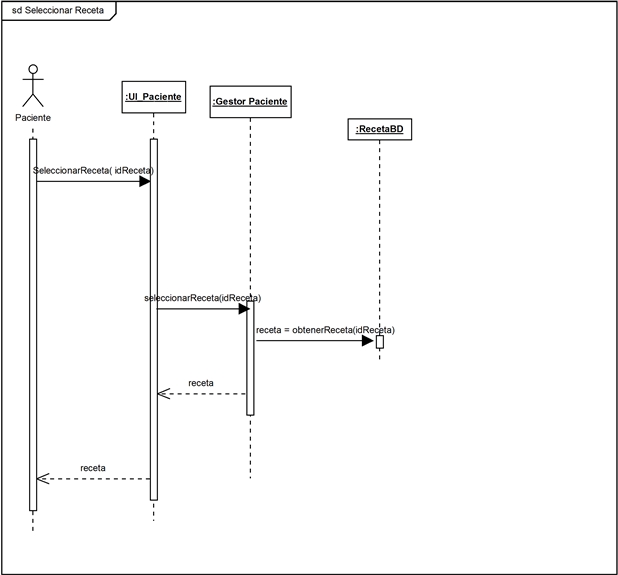 sd Seleccionar Receta
Paciente
:UI_Paciente
:Gestor Paciente
:RecetaBD
SeleccionarReceta( idReceta)
seleccionarReceta(idReceta)
receta = obtenerReceta(idReceta)
receta
receta